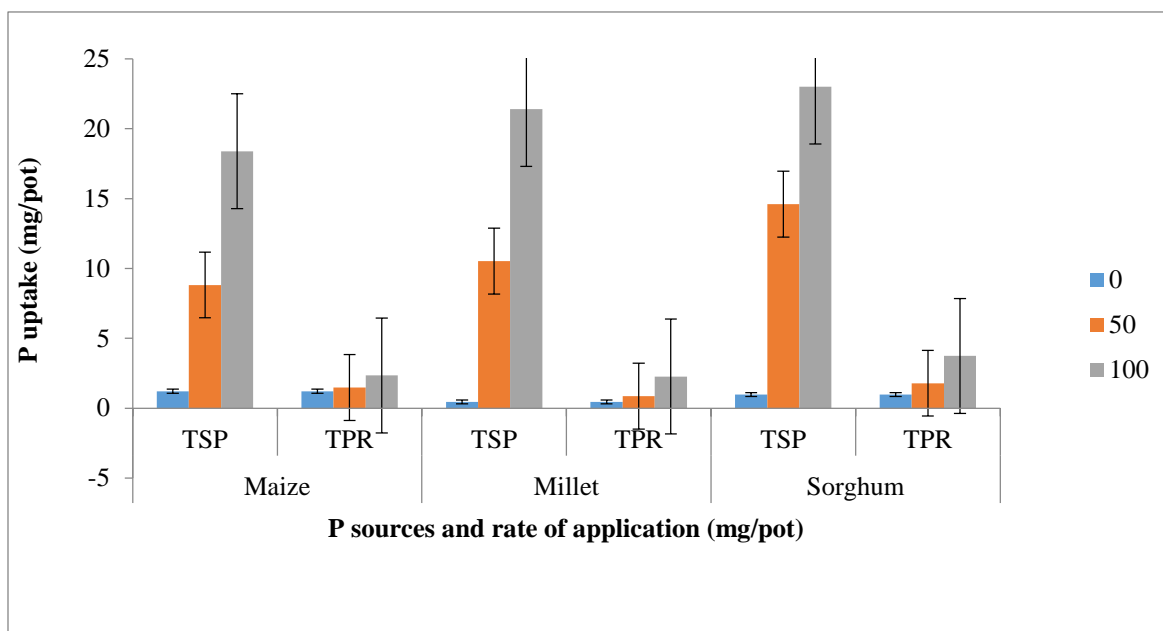 P uptake (mg/pot)
25
20
15
10
5
0
-5
TSP
TPR
TSP
TPR
TSP
TPR
Maize
Millet
Sorghum
P sources and rate of application (mg/pot)
0
50
100